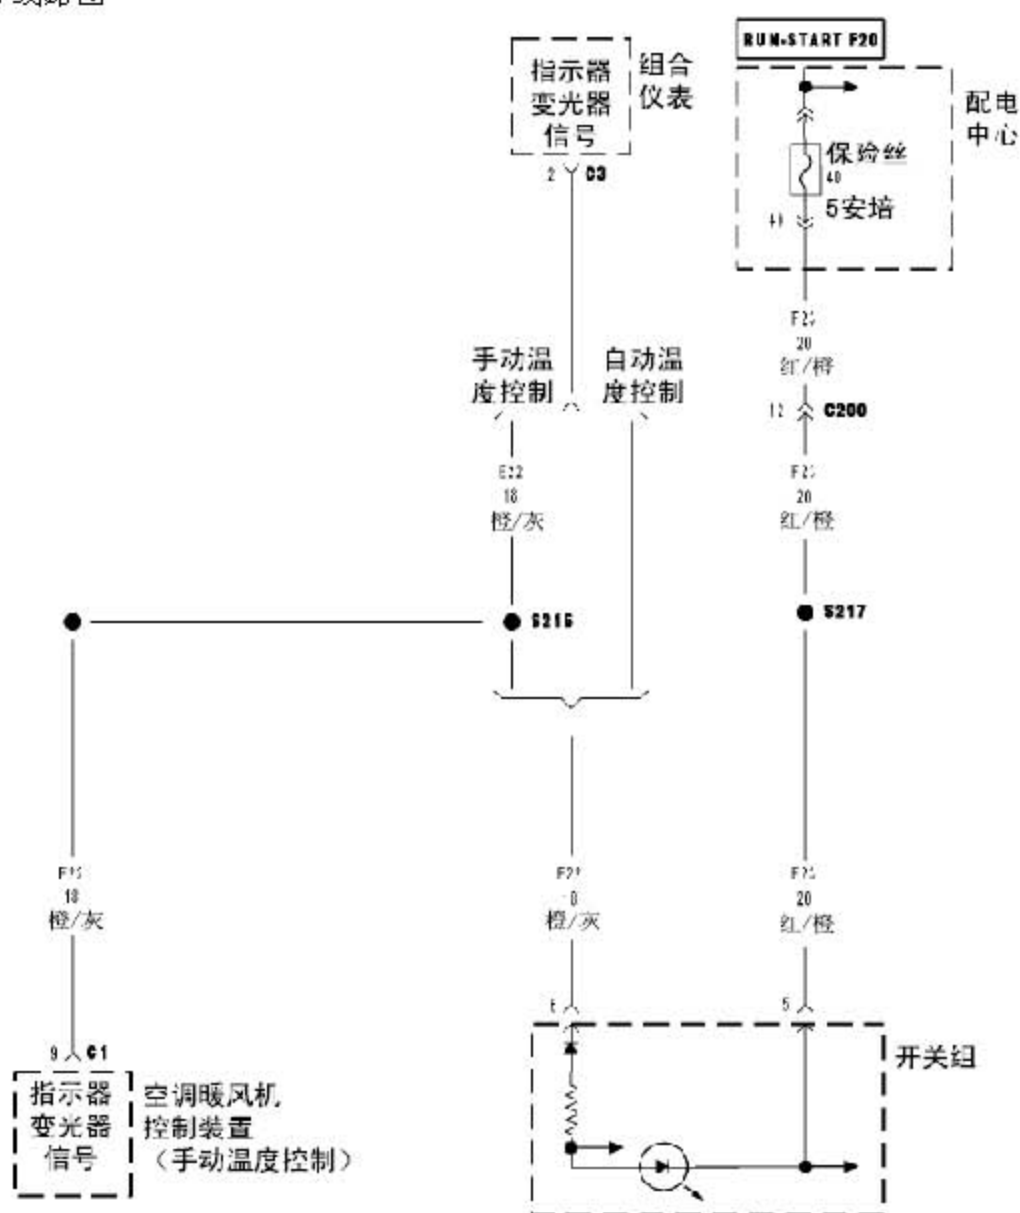 RUN-START F20
指示器
变光器
信号
组合
仪表
2
C3
配电
中心
保险丝
40
5安培
20
红/橙
12
C200
手动温
度控制
自动温
度控制
18
橙/灰
20
红/橙
S217
18
橙/灰
橙/灰
20
红/橙
5
9
C1
指示器
变光器
信号
空调暖风机
控制装置
（手动温度控制）
开关组